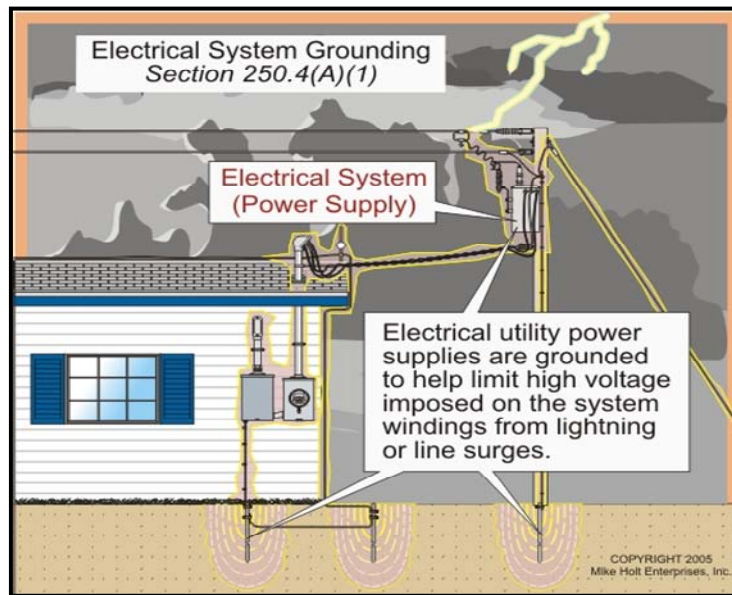 Electrical System Grounding
Section 250.4(A)(1)
Electrical System
(Power Supply)
Electrical utility power
supplies are grounded
to help limit high voltage
imposed on the system
windings from lightning
or line surges.
COPYRIGHT 2005
Mike Holt Enterprises, Inc.